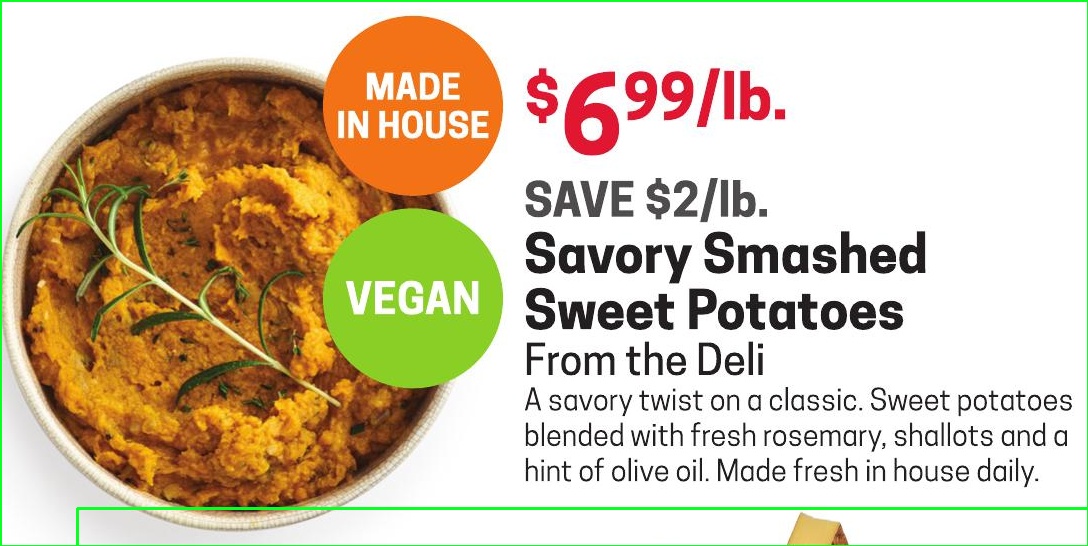 MADE
IN HOUSE
VEGAN
$6.99/lb.
SAVE $2/lb.
Savory Smashed
Sweet Potatoes
From the Deli
A savory twist on a classic. Sweet potatoes
blended with fresh rosemary, shallots and a
hint of olive oil. Made fresh in house daily.